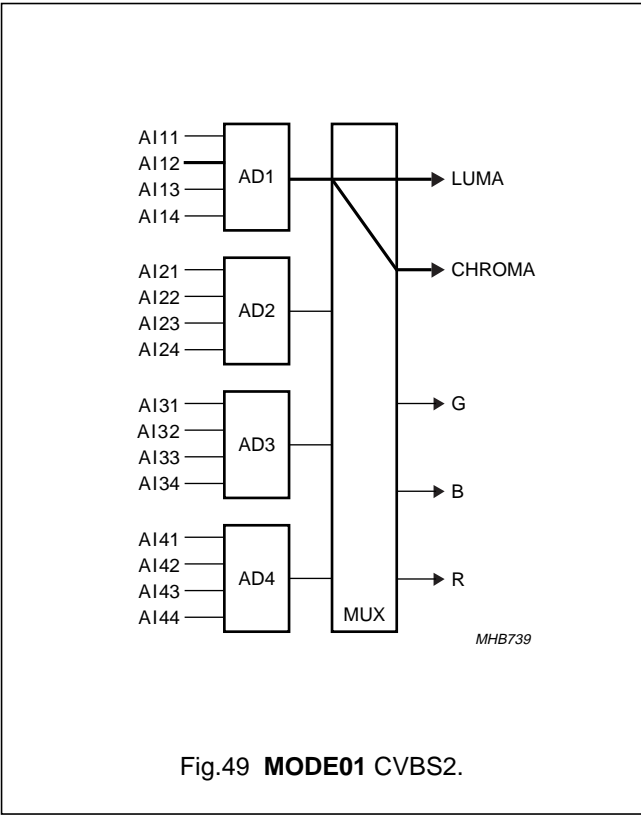 AI11
AI12
AI13
AI14
AD1
LUMA
CHROMA
AI21
AI22
AI23
AI24
AD2
AI31
AI32
AI33
AI34
AD3
G
B
AI41
AI42
AI43
AI44
AD4
R
MUX
MHB739
Fig.49 MODE01 CVBS2.